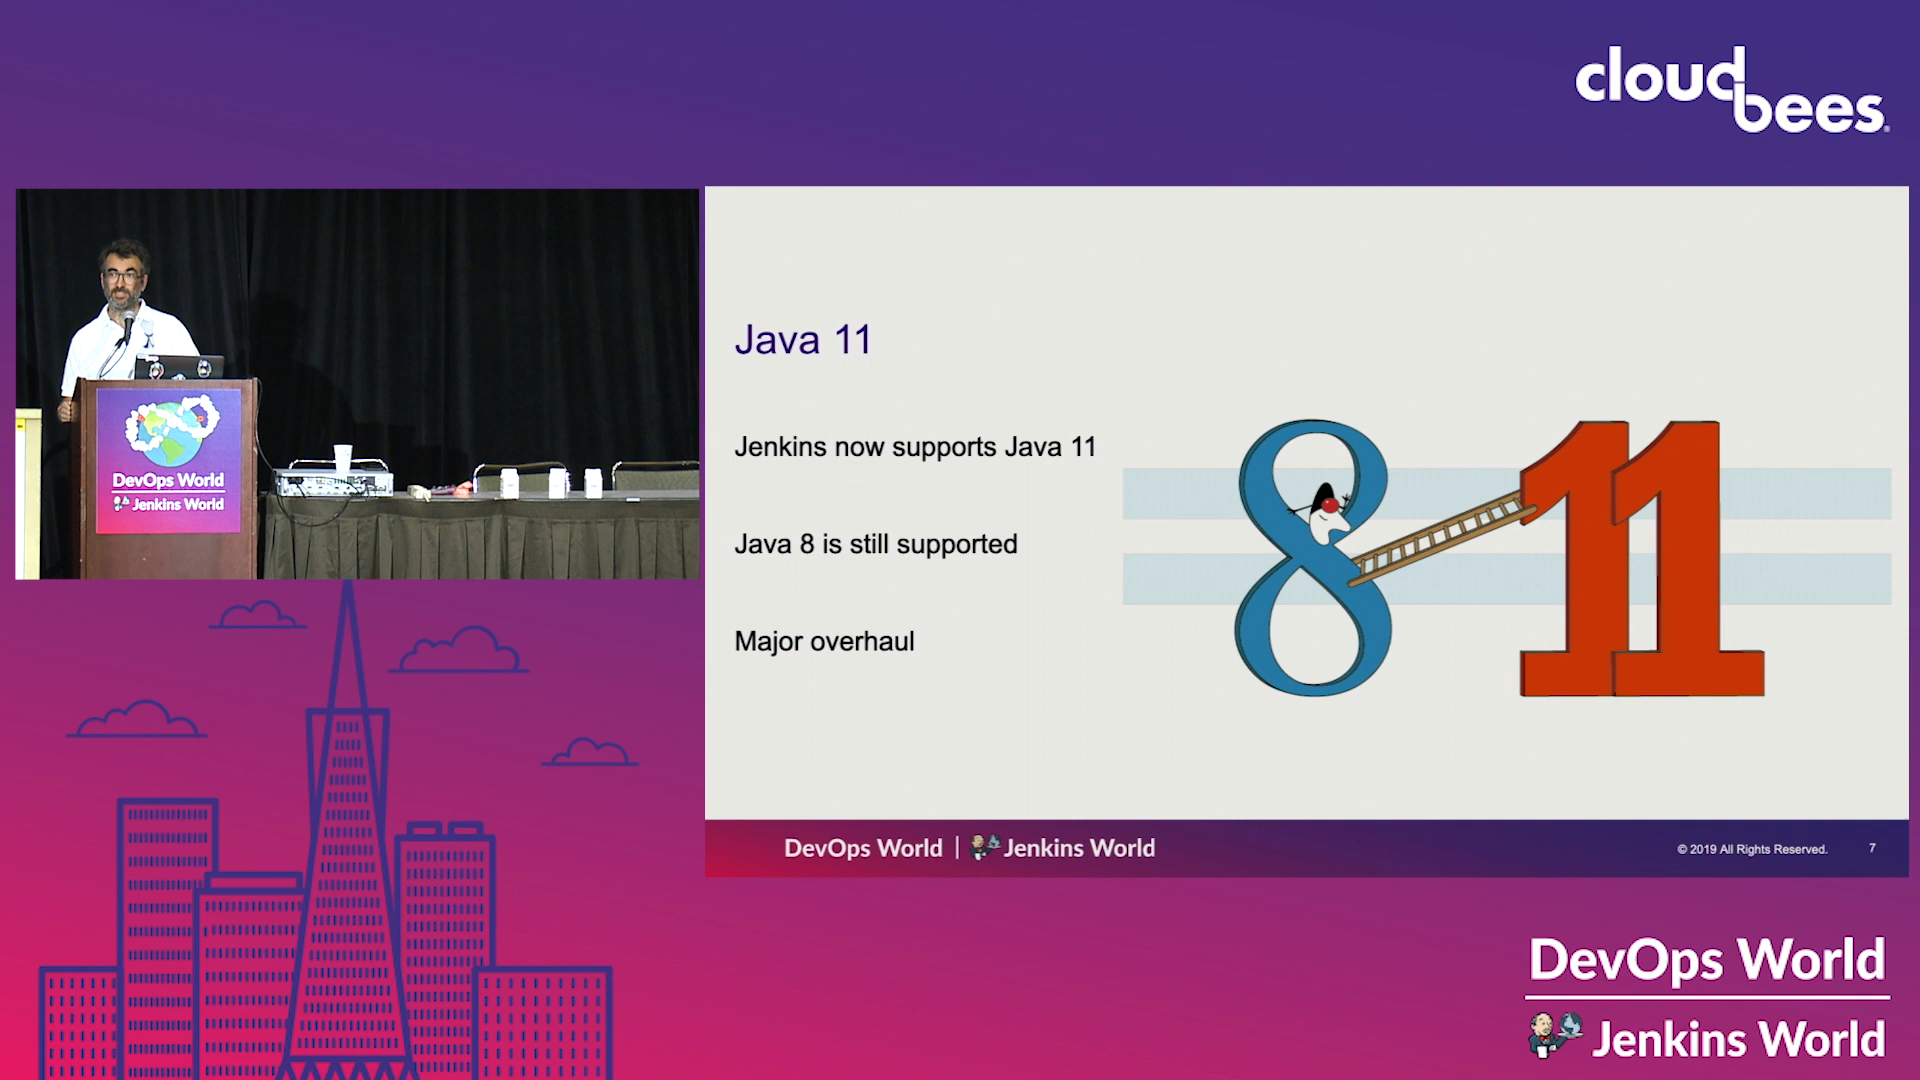 cloudbees
DevOps World
Jenkins World
Java 11
Jenkins now supports Java 11
Java 8 is still supported
Major overhaul
8 11
DevOps World | Jenkins World
© 2019 All Rights Reserved. 7
DevOps World
Jenkins World